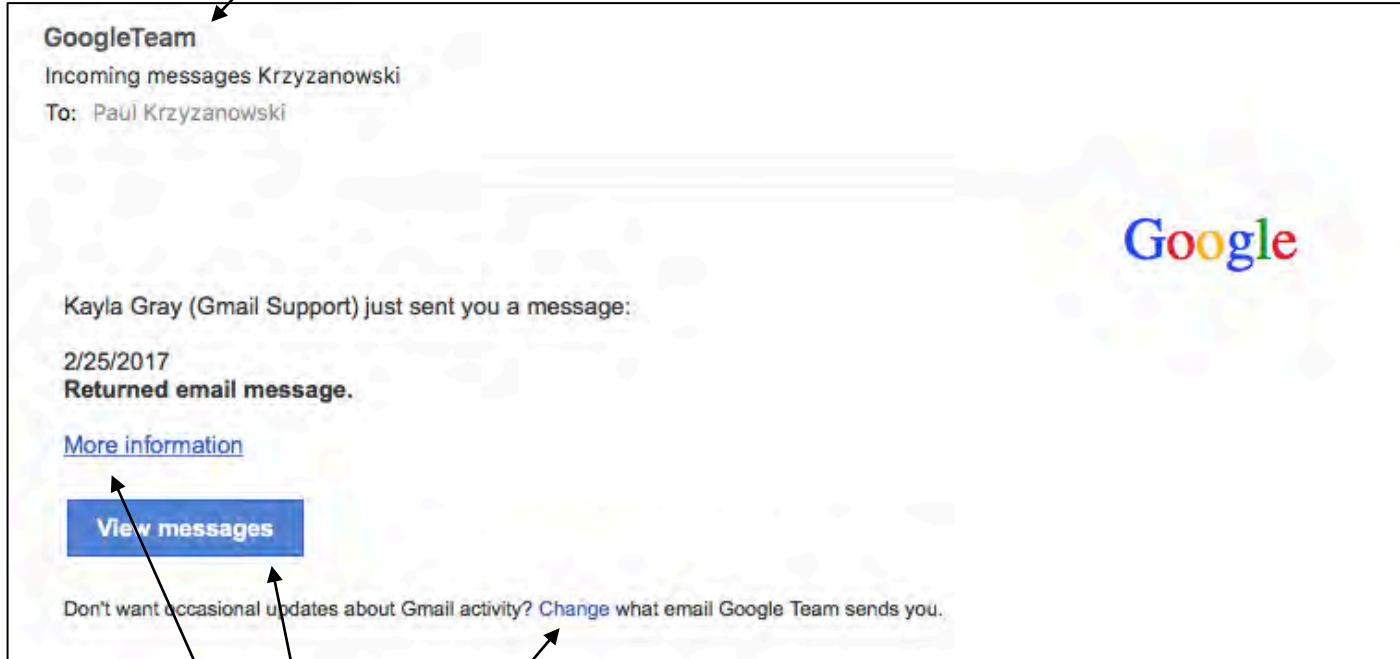 GoogleTeam
Incoming messages Krzyzanowski
To: Paul Krzyzanowski
Google
Kayla Gray (Gmail Support) just sent you a message:
2/25/2017
Returned email message.
More information
View messages
Don't want occasional updates about Gmail activity? Change what email Google Team sends you.